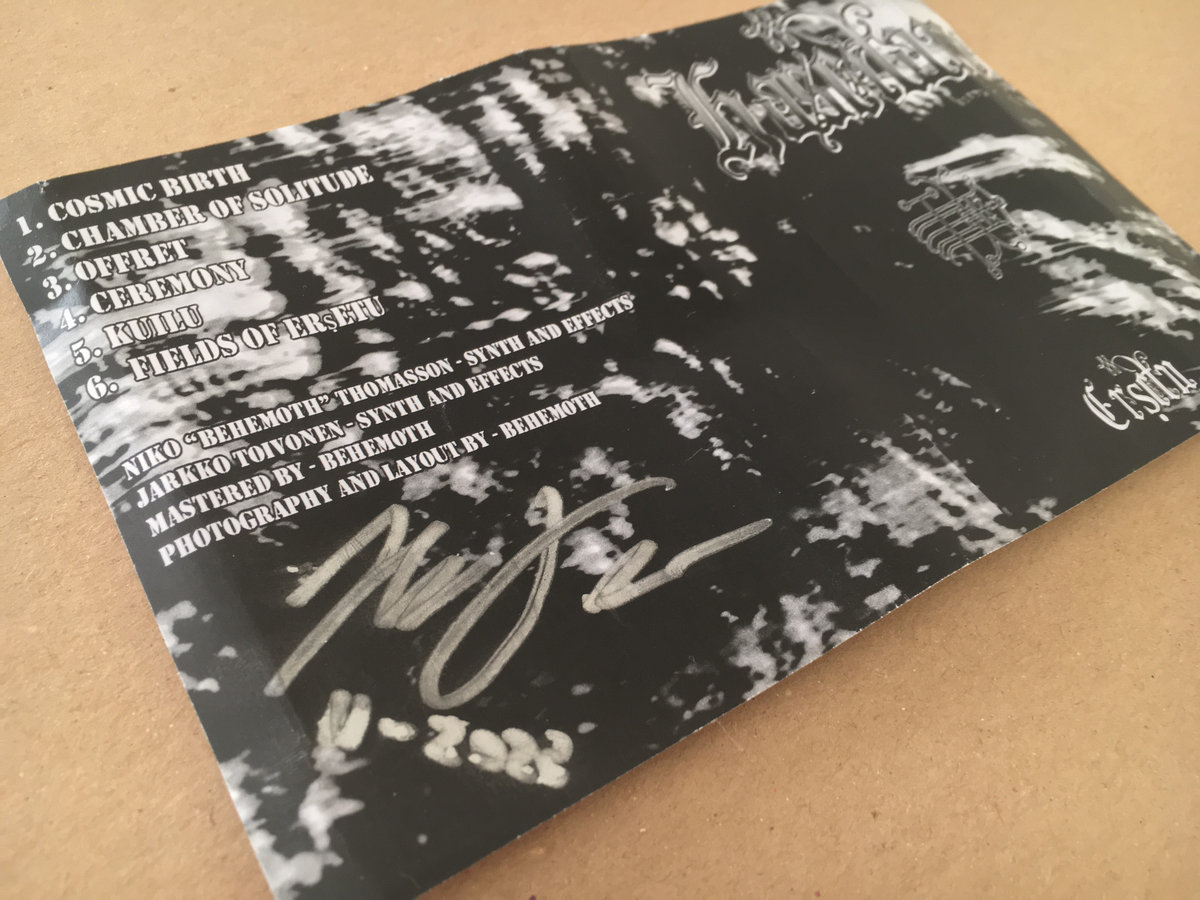 1. COSMIC BIRTH
2. CHAMBER OF SOLITUDE
3. OFFRET
4. CEREMONY
5. KUILU
6. FIELDS OF ERṢETU
NIKO “BEHEMOTH” THOMASSON - SYNTH AND EFFECTS
JARKKO TOIVONEN - SYNTH AND EFFECTS
MASTERED BY - BEHEMOTH
PHOTOGRAPHY AND LAYOUT BY - BEHEMOTH